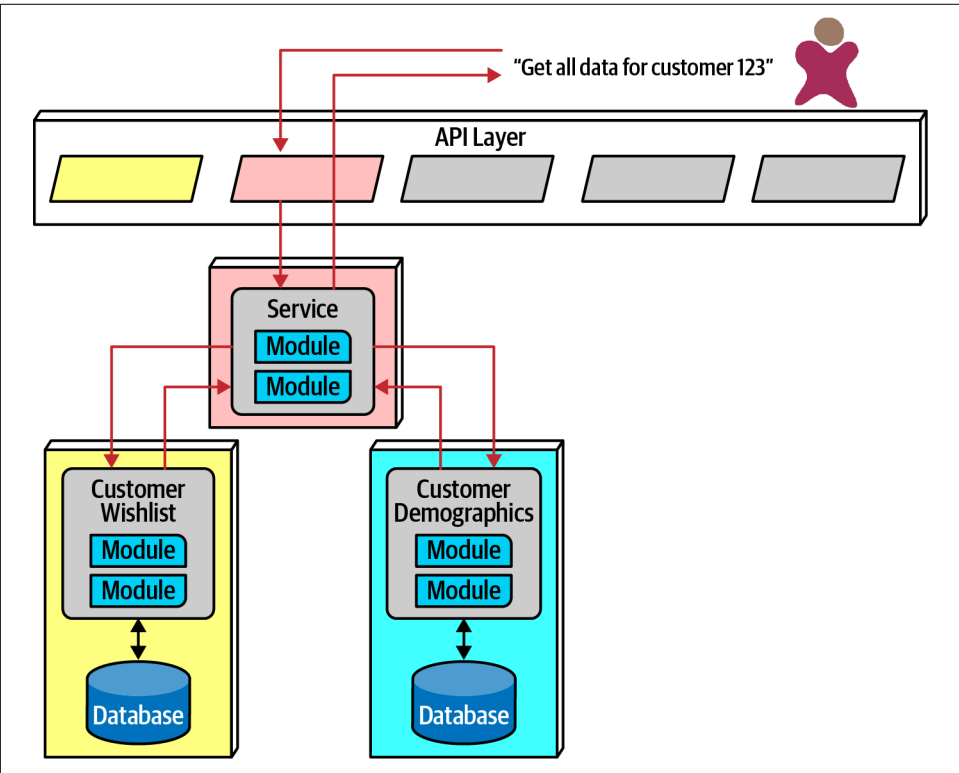 “Get all data for customer 123”
API Layer
Service
Module
Module
Customer
Wishlist
Module
Module
Database
Customer
Demographics
Module
Module
Database